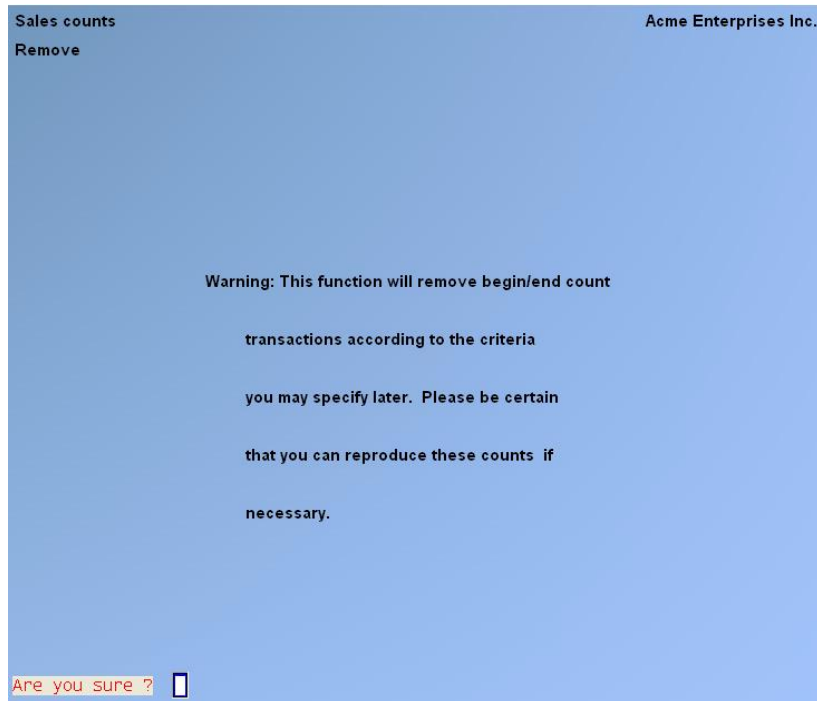 Sales counts Acme Enterprises Inc.
Remove
Warning: This function will remove begin/end count
transactions according to the criteria
you may specify later.  Please be certain
that you can reproduce these counts  if
necessary.
Are you sure ?